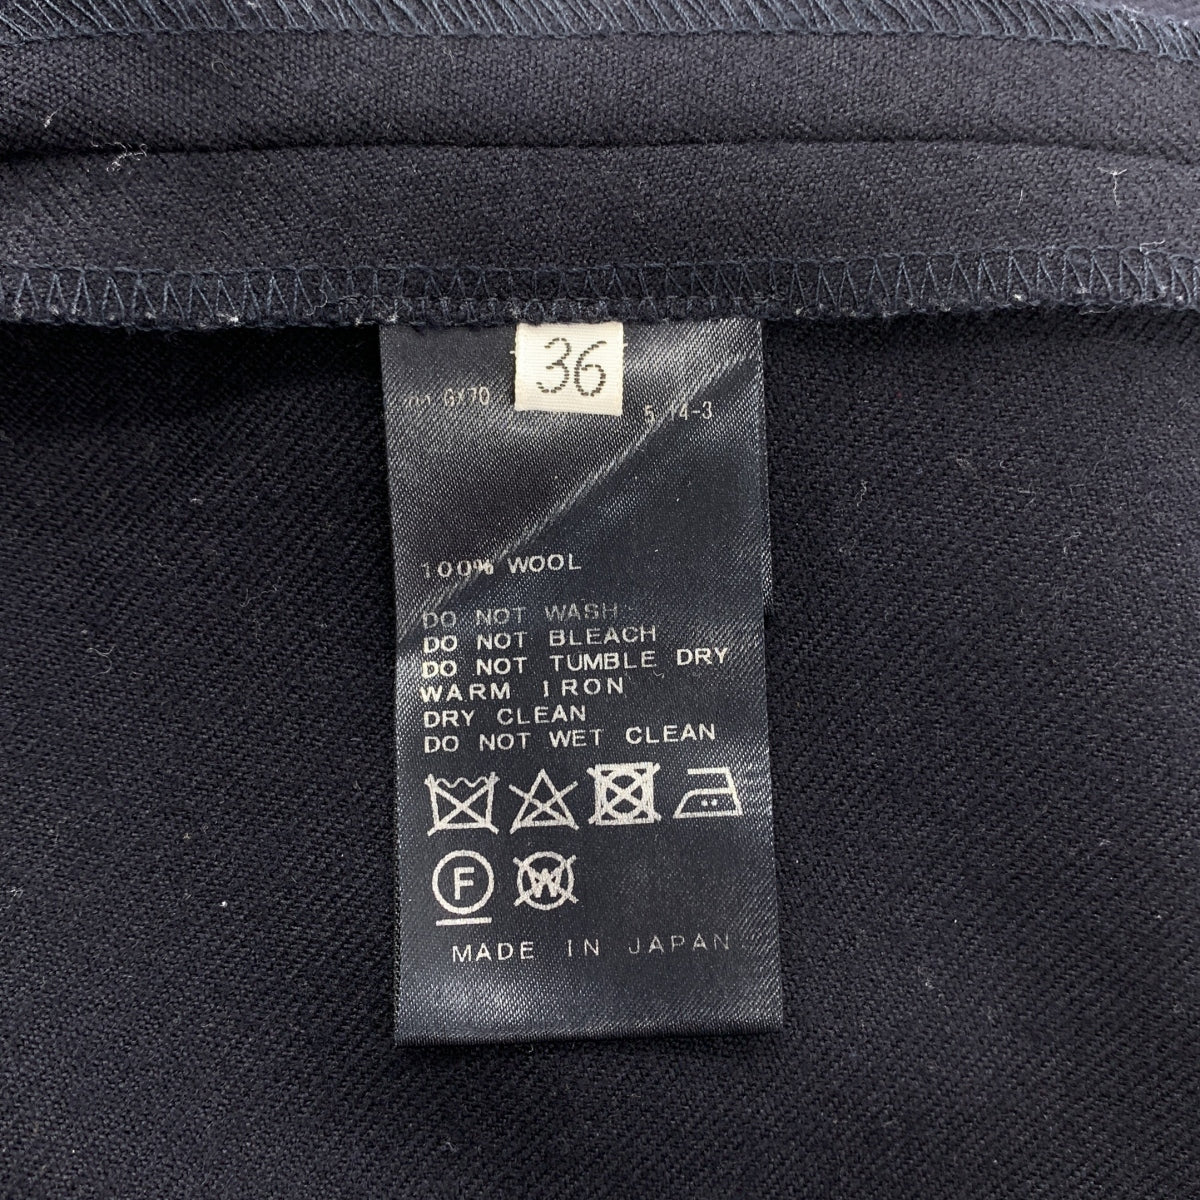 36
GX70
14-3
100% WOOL
DO NOT WASH
DO NOT BLEACH
DO NOT TUMBLE DRY
WARM IRON
DRY CLEAN
DO NOT WET CLEAN
F W
MADE IN JAPAN